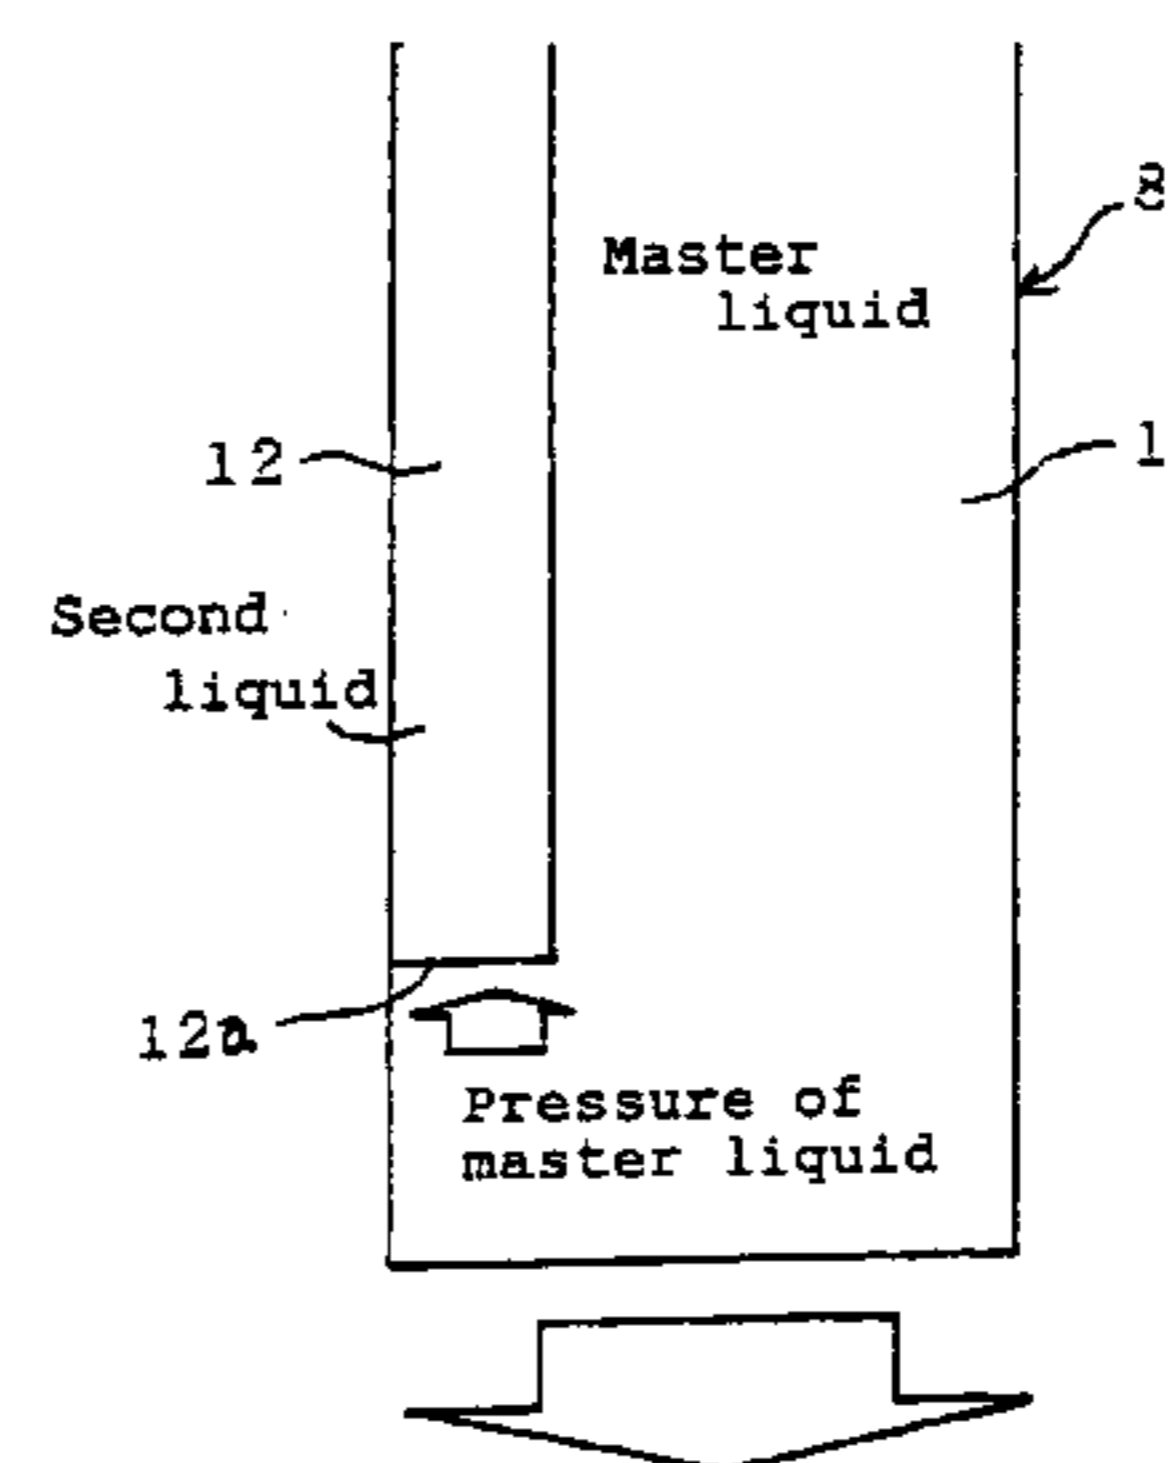 8
Master
liquid
12
1
Second
liquid
12a
Pressure of
master liquid